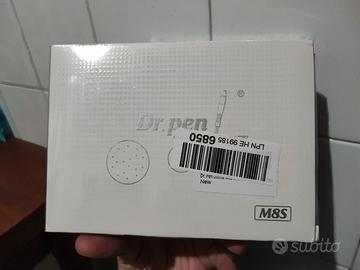 Dr. pen
®
LPN HE 99185 6850
New
M8S
subito